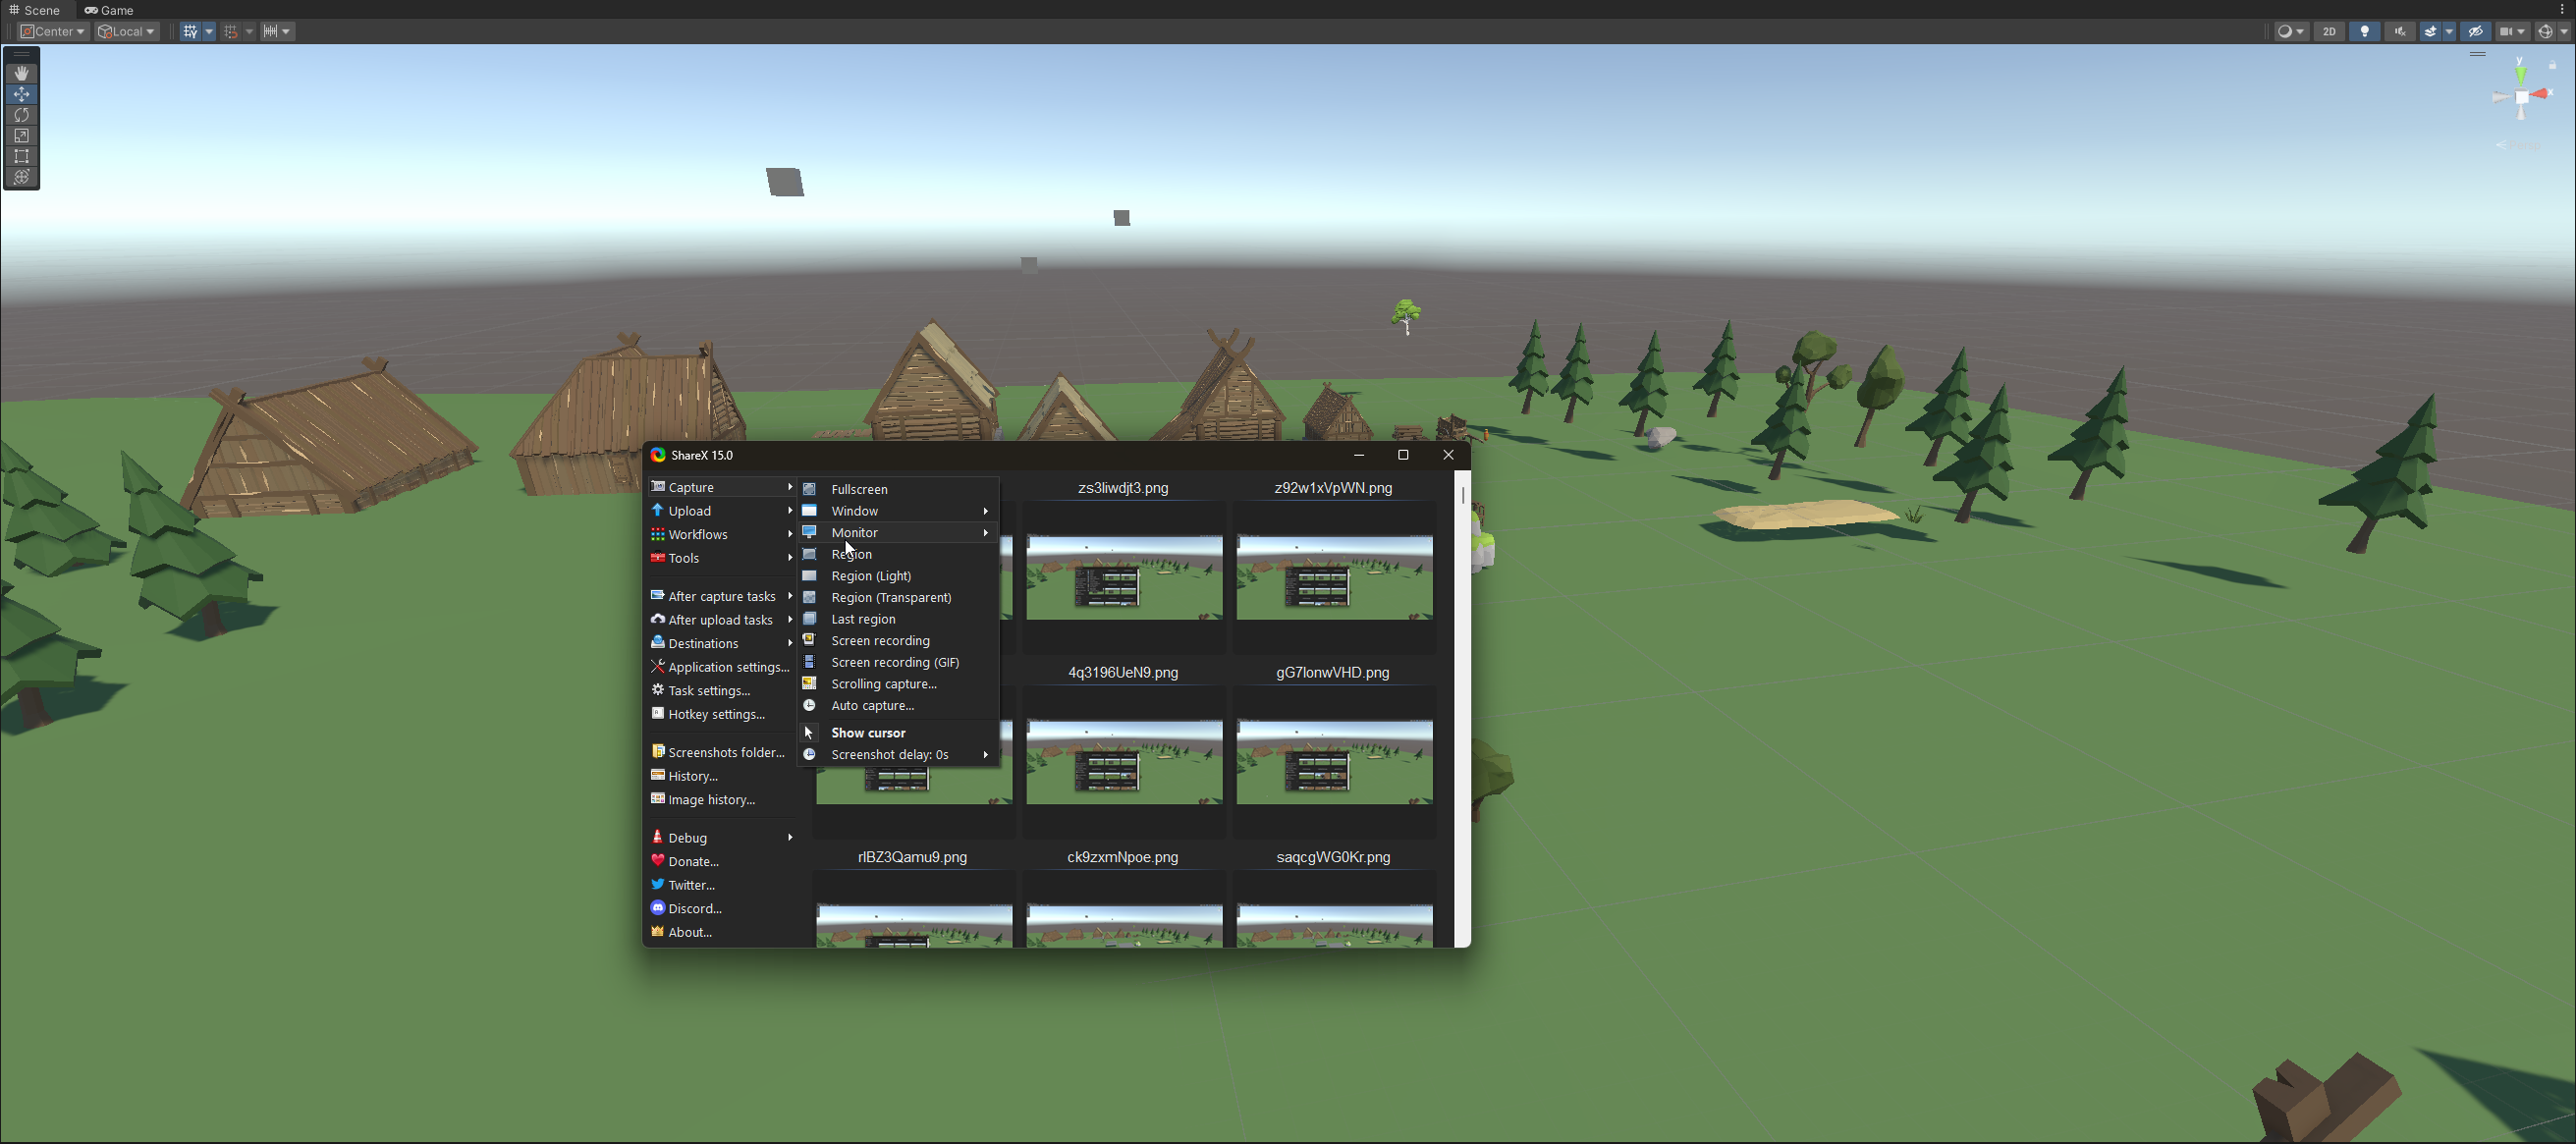 Scene
Game
Center
Local
2D
y
x
Persp
ShareX 15.0
Capture
Upload
Workflows
Tools
After capture tasks
After upload tasks
Destinations
Application settings...
Task settings...
Hotkey settings...
Screenshots folder...
History...
Image history...
Debug
Donate...
Twitter...
Discord...
About...
Fullscreen
Window
Monitor
Region
Region (Light)
Region (Transparent)
Last region
Screen recording
Screen recording (GIF)
Scrolling capture...
Auto capture...
Show cursor
Screenshot delay: 0s
zs3liwdjt3.png
z92w1xVpWN.png
4q3196UeN9.png
gG7lonwVHD.png
rlBZ3Qamu9.png
ck9zxmNpoe.png
saqcgWG0Kr.png